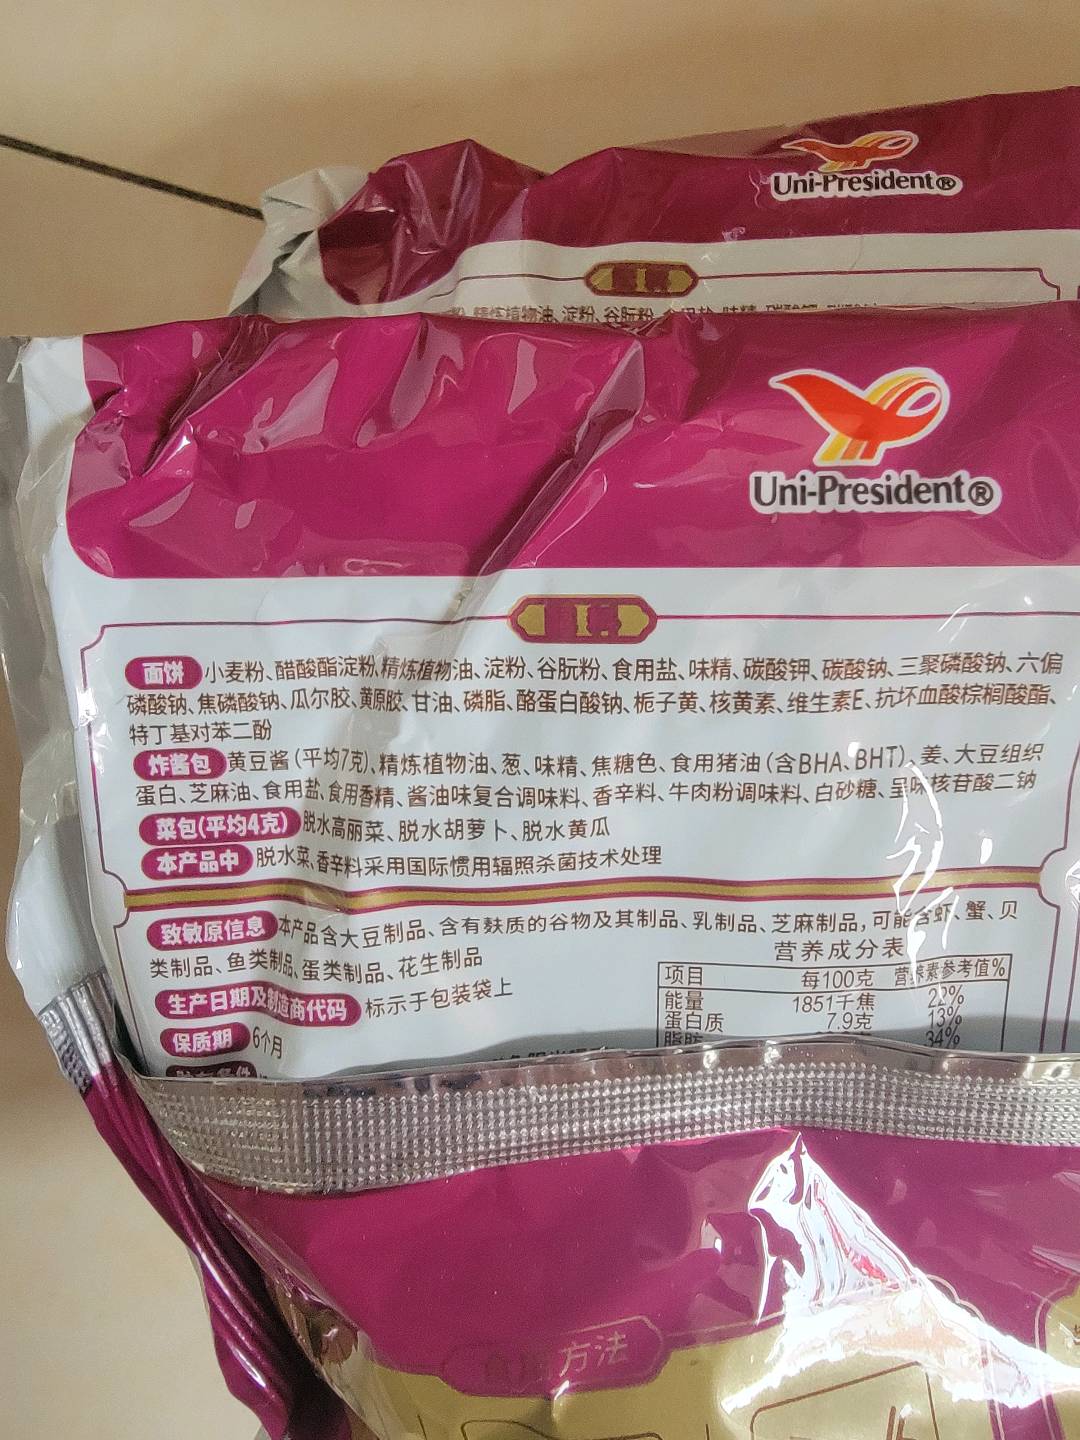 Uni-President®
精炼植物油、淀粉、谷朊粉、
Uni-President®
面饼 小麦粉、醋酸酯淀粉、精炼植物油、淀粉、谷朊粉、食用盐、味精、碳酸钾、碳酸钠、三聚磷酸钠、六偏
磷酸钠、焦磷酸钠、瓜尔胶、黄原胶、甘油、磷脂、酪蛋白酸钠、栀子黄、核黄素、维生素E、抗坏血酸棕榈酸酯、
特丁基对苯二酚
炸酱包 黄豆酱(平均7克)、精炼植物油、葱、味精、焦糖色、食用猪油(含BHA、BHT)、姜、大豆组织
蛋白、芝麻油、食用盐、食用香精、酱油味复合调味料、香辛料、牛肉粉调味料、白砂糖、呈味核苷酸二钠
菜包(平均4克) 脱水高丽菜、脱水胡萝卜、脱水黄瓜
本产品中 脱水菜、香辛料采用国际惯用辐照杀菌技术处理
致敏原信息 本产品含大豆制品、含有麸质的谷物及其制品、乳制品、芝麻制品,可能含虾、蟹、贝
类制品、鱼类制品、蛋类制品、花生制品
生产日期及制造商代码 标示于包装袋上
保质期 6个月
营养成分表
项目 每100克 营养素参考值%
能量 1851千焦 22%
蛋白质 7.9克 13%
脂肪 34%
方法